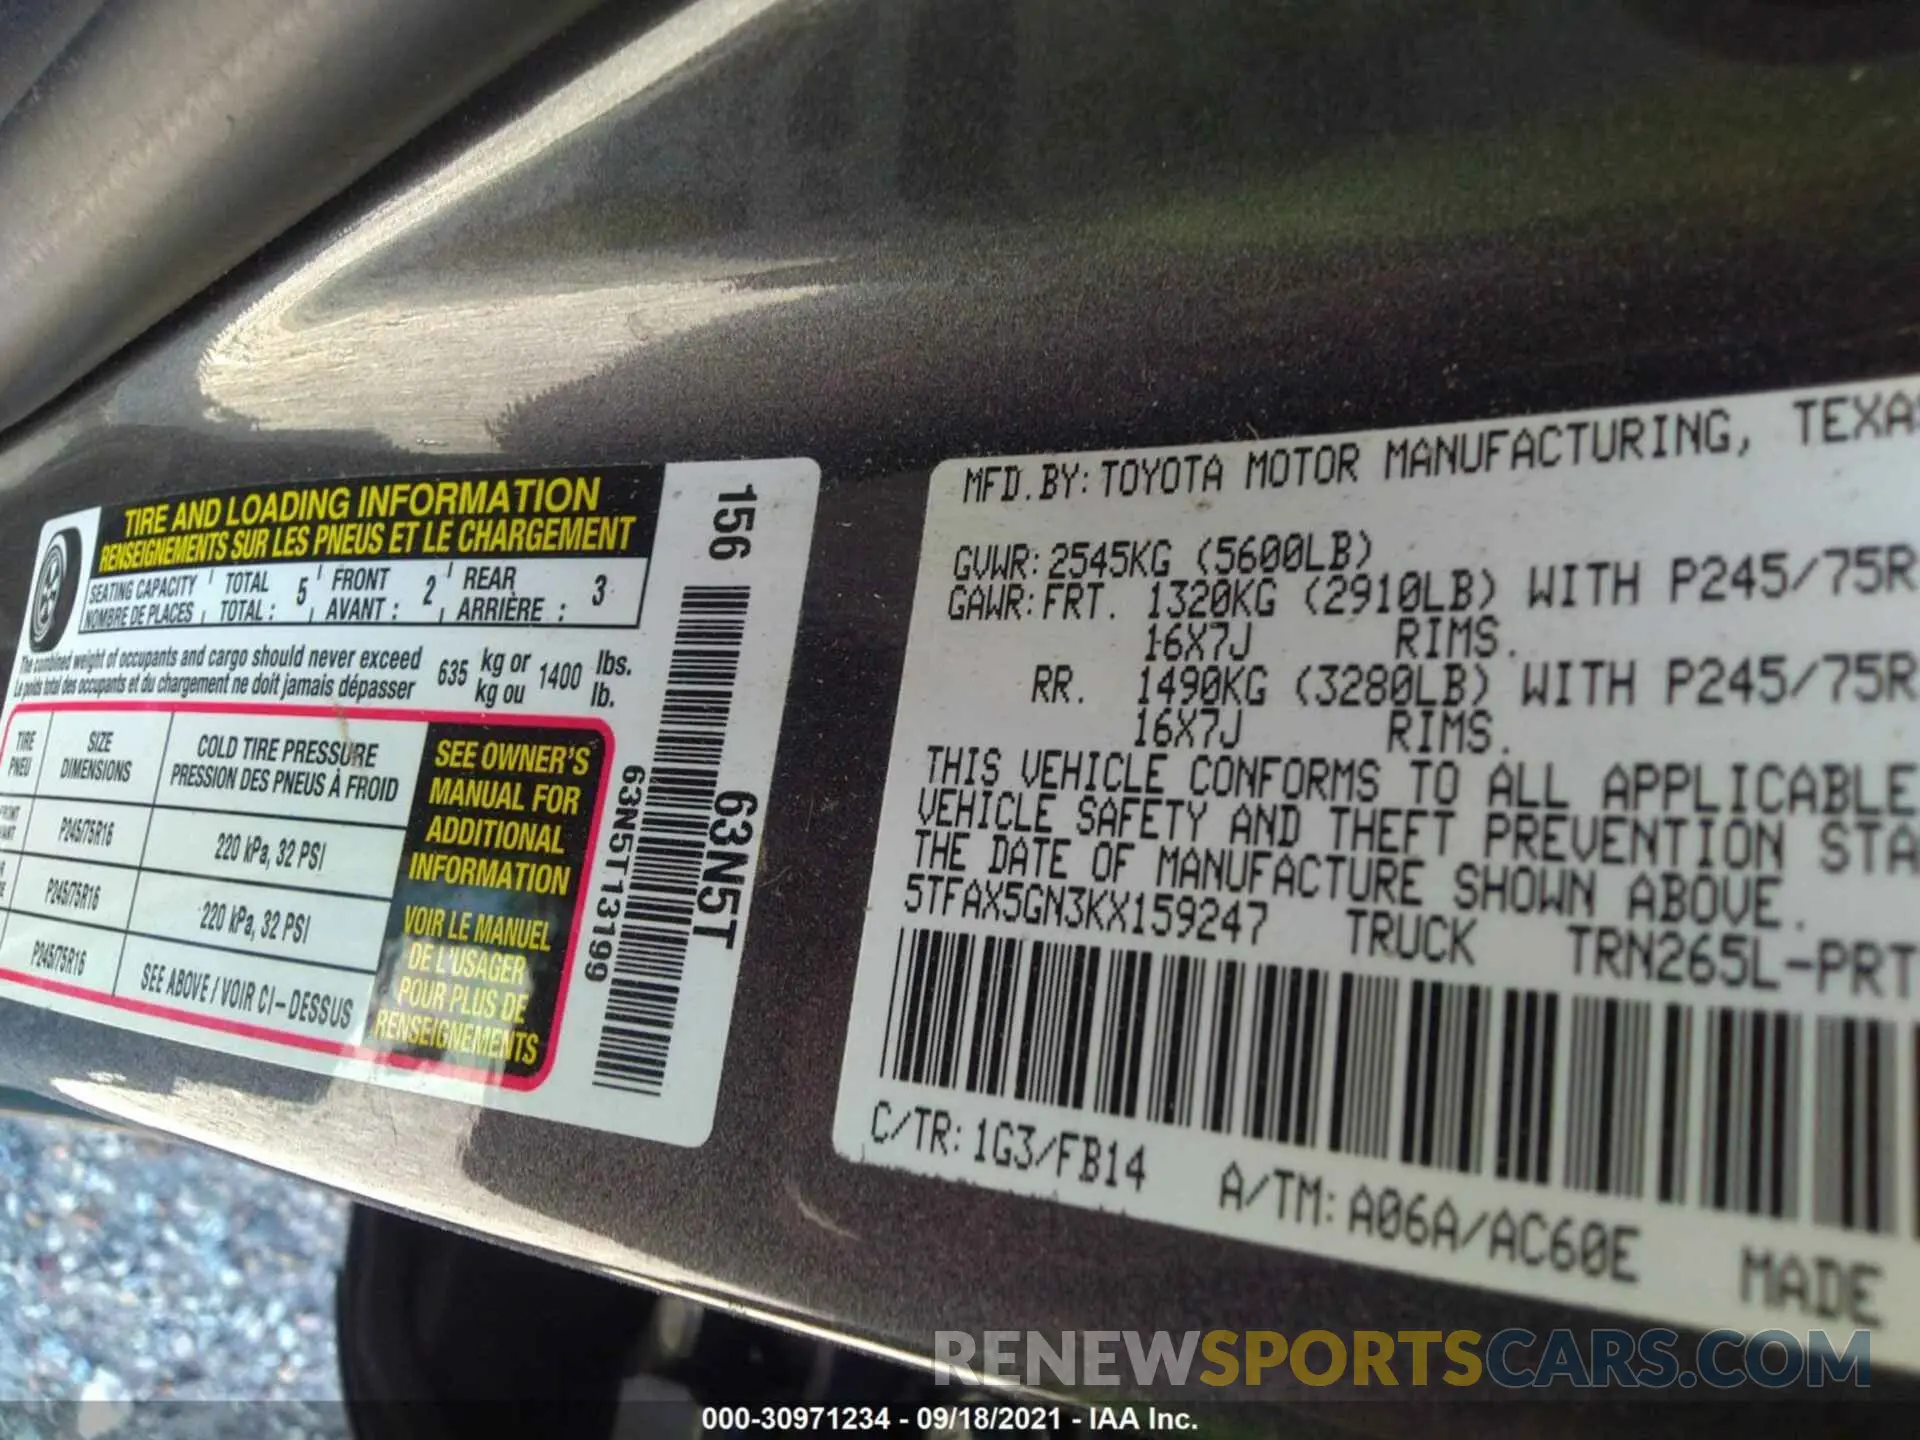 TIRE AND LOADING INFORMATION
RENSEIGNEMENTS SUR LES PNEUS ET LE CHARGEMENT
SEATING CAPACITY TOTAL 5 FRONT 2 REAR 3
NOMBRE DE PLACES TOTAL : AVANT : ARRIÈRE :
The combined weight of occupants and cargo should never exceed 635 kg or 1400 lbs.
Le poids total des occupants et du chargement ne doit jamais dépasser kg ou lb.
TIRE SIZE COLD TIRE PRESSURE
PNEU DIMENSIONS PRESSION DES PNEUS À FROID
P245/75R16 220 kPa, 32 PSI
P245/75R16 220 kPa, 32 PSI
P245/75R16 SEE ABOVE / VOIR CI-DESSUS
SEE OWNER'S
MANUAL FOR
ADDITIONAL
INFORMATION
VOIR LE MANUEL
DE L'USAGER
POUR PLUS DE
RENSEIGNEMENTS
156 63N5T
63N5T13199
MFD.BY:TOYOTA MOTOR MANUFACTURING, TEXAS
GVWR:2545KG (5600LB)
GAWR:FRT. 1320KG (2910LB) WITH P245/75R
16X7J RIMS.
RR. 1490KG (3280LB) WITH P245/75R
16X7J RIMS.
THIS VEHICLE CONFORMS TO ALL APPLICABLE
VEHICLE SAFETY AND THEFT PREVENTION STA
THE DATE OF MANUFACTURE SHOWN ABOVE.
5TFAX5GN3KX159247 TRUCK TRN265L-PRT
C/TR:1G3/FB14 A/TM:A06A/AC60E MADE
RENEWSPORTSCARS.COM
000-30971234 - 09/18/2021 - IAA Inc.